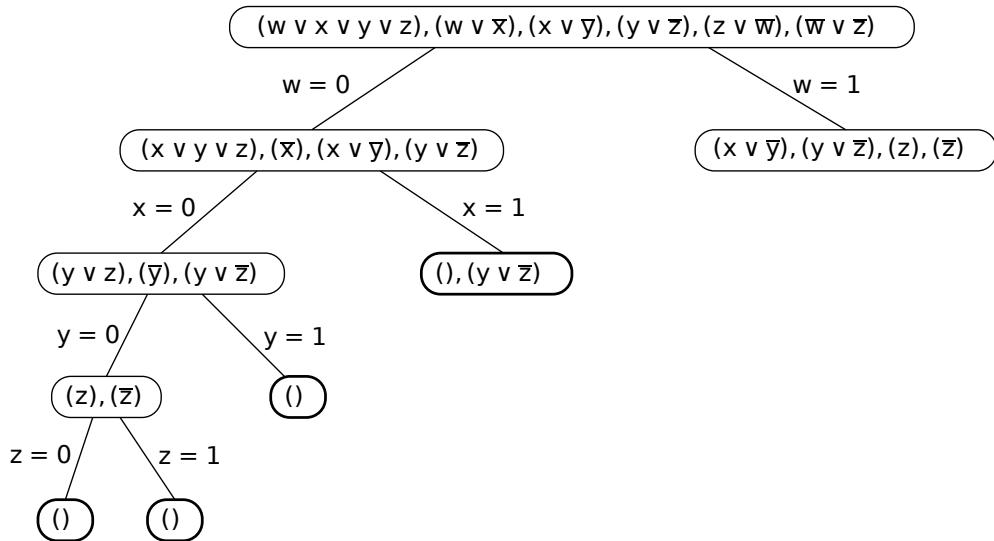 (w ∨ x ∨ y ∨ z),(w ∨ x̅),(x ∨ y̅),(y ∨ z̅),(z ∨ w̅),(w̅ ∨ z̅)
w = 0
w = 1
(x ∨ y ∨ z),(x̅),(x ∨ y̅),(y ∨ z̅)
(x ∨ y̅),(y ∨ z̅),(z),(z̅)
x = 0
x = 1
(y ∨ z),(y̅),(y ∨ z̅)
(),(y ∨ z̅)
y = 0
y = 1
(z),(z̅)
()
z = 0
z = 1
()
()